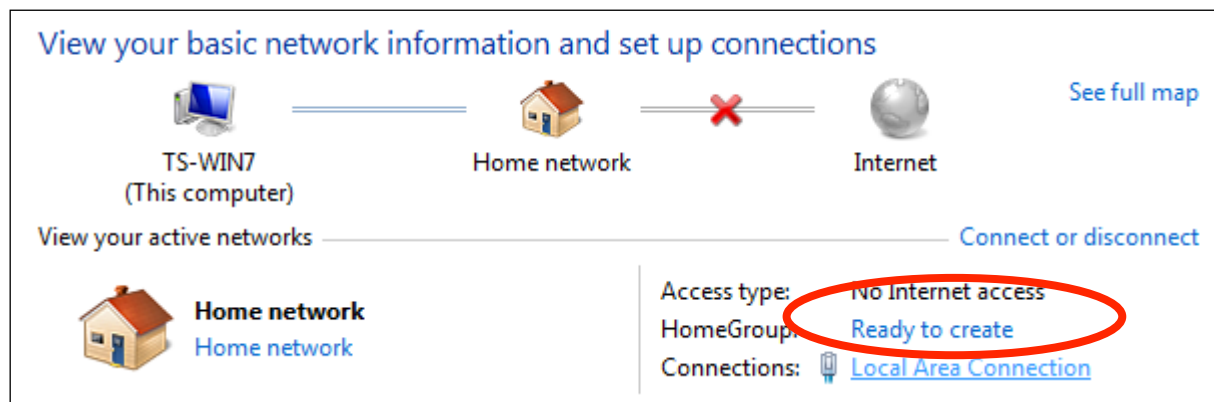 View your basic network information and set up connections
See full map
TS-WIN7
(This computer)
Home network
Internet
View your active networks
Connect or disconnect
Home network
Home network
Access type: No Internet access
HomeGroup: Ready to create
Connections: Local Area Connection